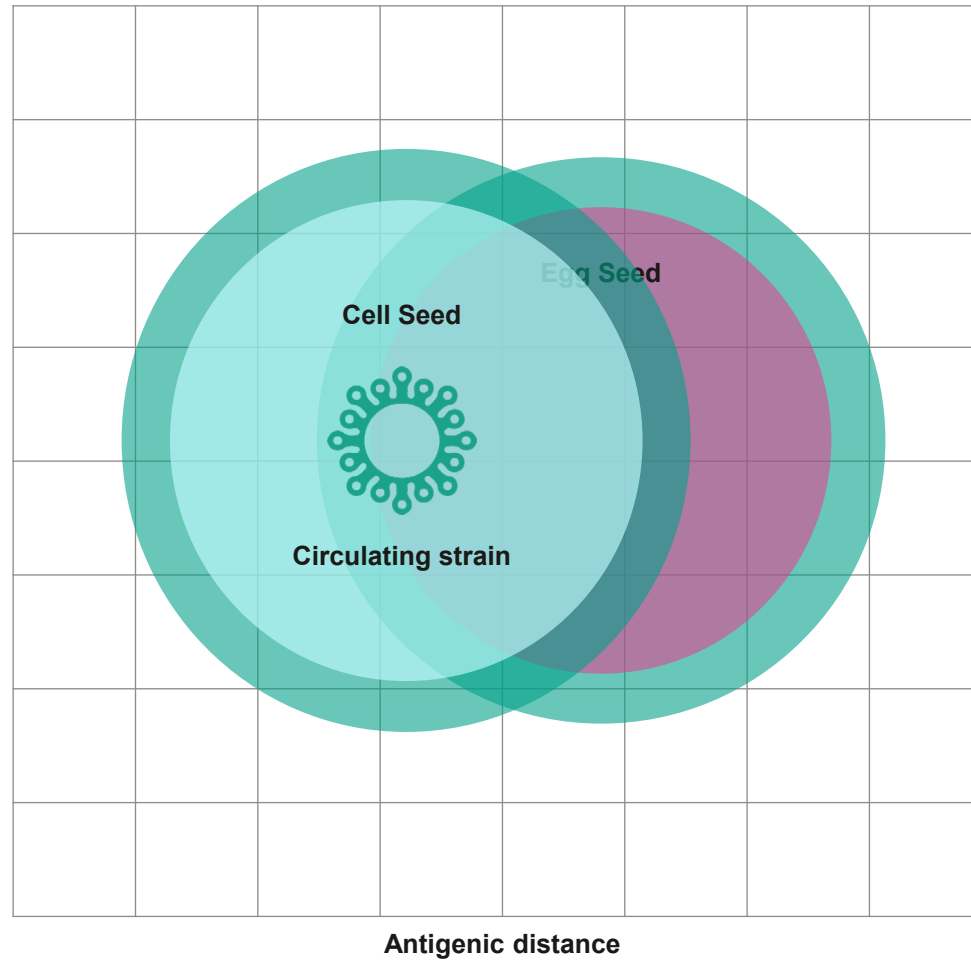 Egg Seed
Cell Seed
Circulating strain
Antigenic distance